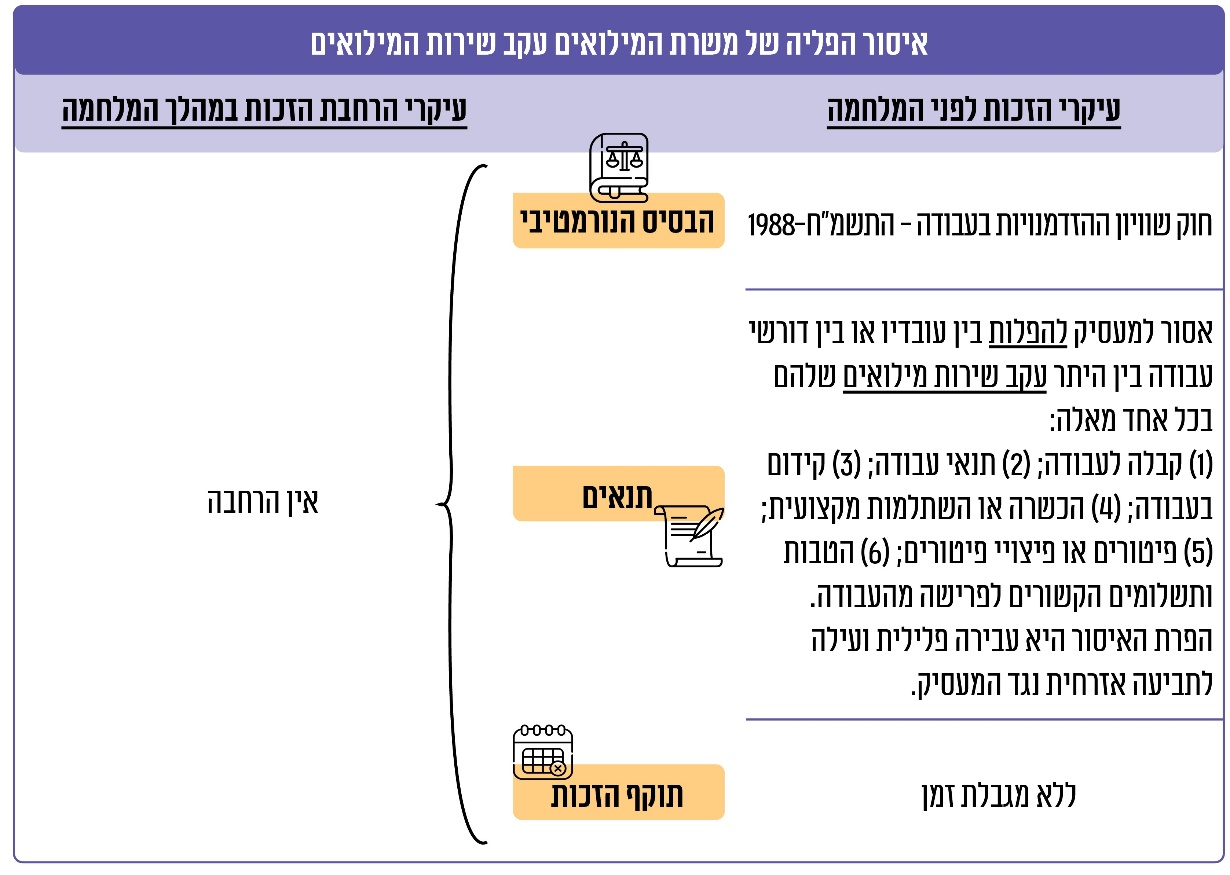 איסור הפליה של משרת המילואים עקב שירות המילואים
עיקרי הזכות לפני המלחמה
עיקרי הרחבת הזכות במהלך המלחמה
הבסיס הנורמטיבי
חוק שוויון ההזדמנויות בעבודה - התשמ"ח-1988
תנאים
אסור למעסיק להפלות בין עובדיו או בין דורשי
עבודה בין היתר עקב שירות מילואים שלהם
בכל אחד מאלה:
(1) קבלה לעבודה; (2) תנאי עבודה; (3) קידום
בעבודה; (4) הכשרה או השתלמות מקצועית;
(5) פיטורים או פיצויי פיטורים; (6) הטבות
ותשלומים הקשורים לפרישה מהעבודה.
הפרת האיסור היא עבירה פלילית ועילה
לתביעה אזרחית נגד המעסיק.
תוקף הזכות
ללא מגבלת זמן
אין הרחבה